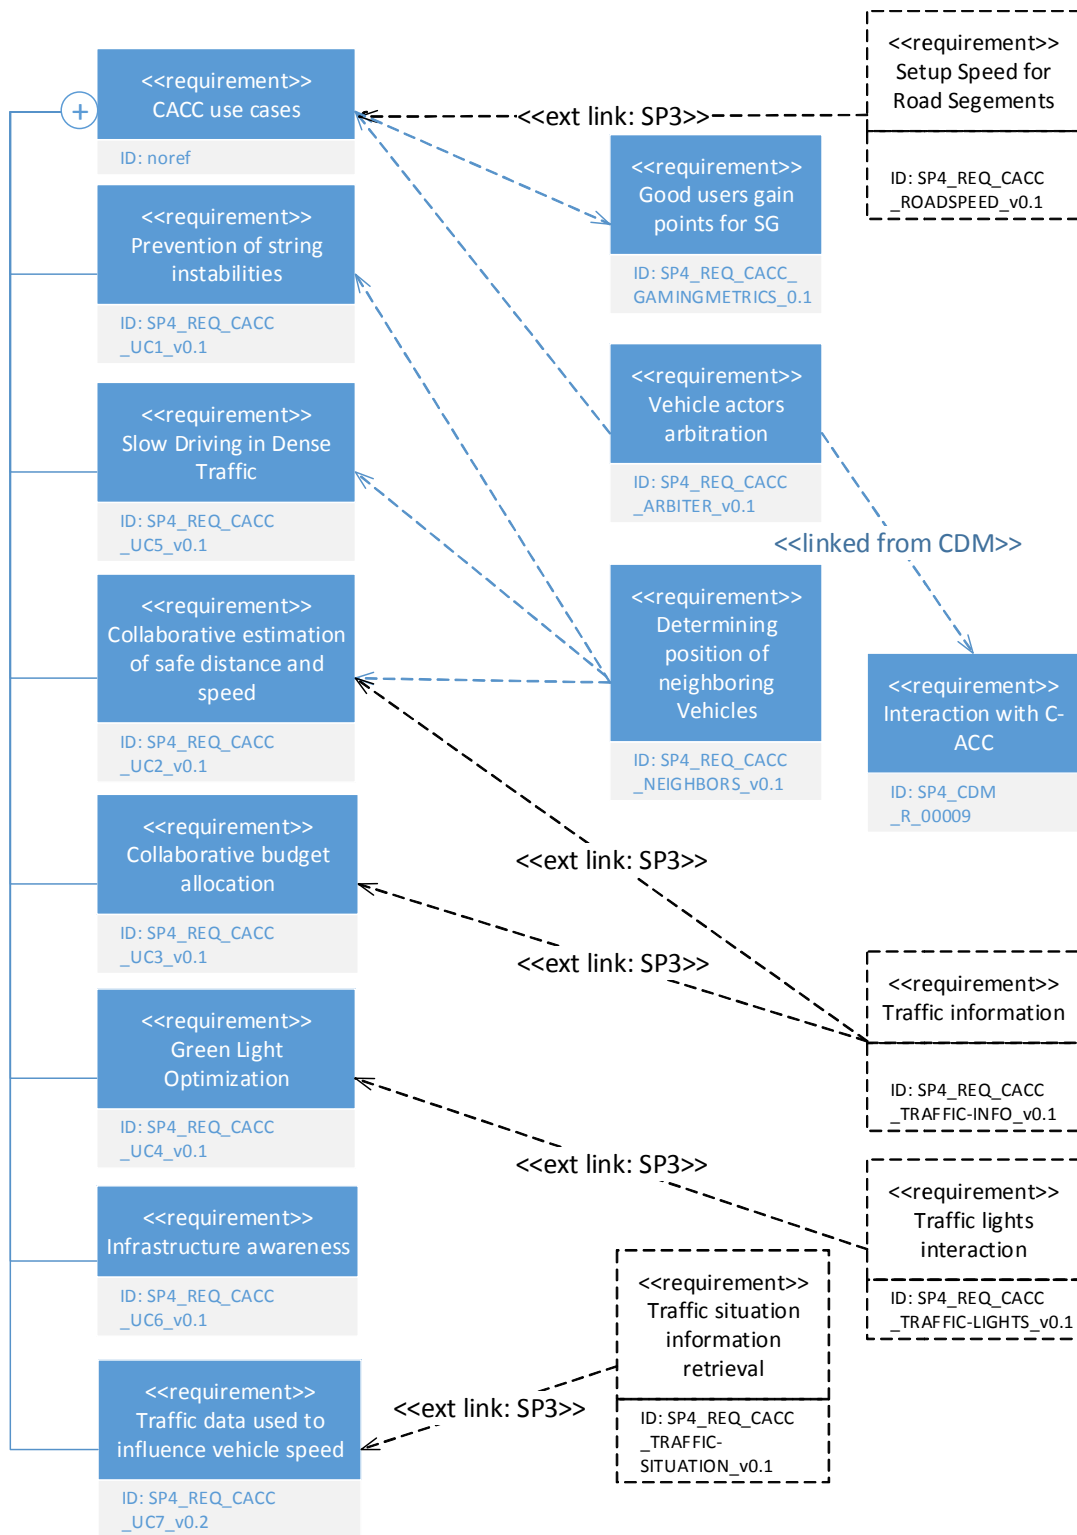 <<requirement>>
CACC use cases
ID: noref
<<requirement>>
Prevention of string
instabilities
ID: SP4_REQ_CACC
_UC1_v0.1
<<requirement>>
Slow Driving in Dense
Traffic
ID: SP4_REQ_CACC
_UC5_v0.1
<<requirement>>
Collaborative estimation
of safe distance and
speed
ID: SP4_REQ_CACC
_UC2_v0.1
<<requirement>>
Collaborative budget
allocation
ID: SP4_REQ_CACC
_UC3_v0.1
<<requirement>>
Green Light
Optimization
ID: SP4_REQ_CACC
_UC4_v0.1
<<requirement>>
Infrastructure awareness
ID: SP4_REQ_CACC
_UC6_v0.1
<<requirement>>
Traffic data used to
influence vehicle speed
ID: SP4_REQ_CACC
_UC7_v0.2
<<ext link: SP3>>
<<requirement>>
Good users gain
points for SG
ID: SP4_REQ_CACC_
GAMINGMETRICS_0.1
<<requirement>>
Vehicle actors
arbitration
ID: SP4_REQ_CACC
_ARBITER_v0.1
<<linked from CDM>>
<<requirement>>
Determining
position of
neighboring
Vehicles
ID: SP4_REQ_CACC
_NEIGHBORS_v0.1
<<ext link: SP3>>
<<ext link: SP3>>
<<ext link: SP3>>
<<requirement>>
Traffic situation
information
retrieval
ID: SP4_REQ_CACC
_TRAFFIC-
SITUATION_v0.1
<<ext link: SP3>>
<<requirement>>
Setup Speed for
Road Segements
ID: SP4_REQ_CACC
_ROADSPEED_v0.1
<<requirement>>
Interaction with C-
ACC
ID: SP4_CDM
_R_00009
<<requirement>>
Traffic information
ID: SP4_REQ_CACC
_TRAFFIC-INFO_v0.1
<<requirement>>
Traffic lights
interaction
ID: SP4_REQ_CACC
_TRAFFIC-LIGHTS_v0.1